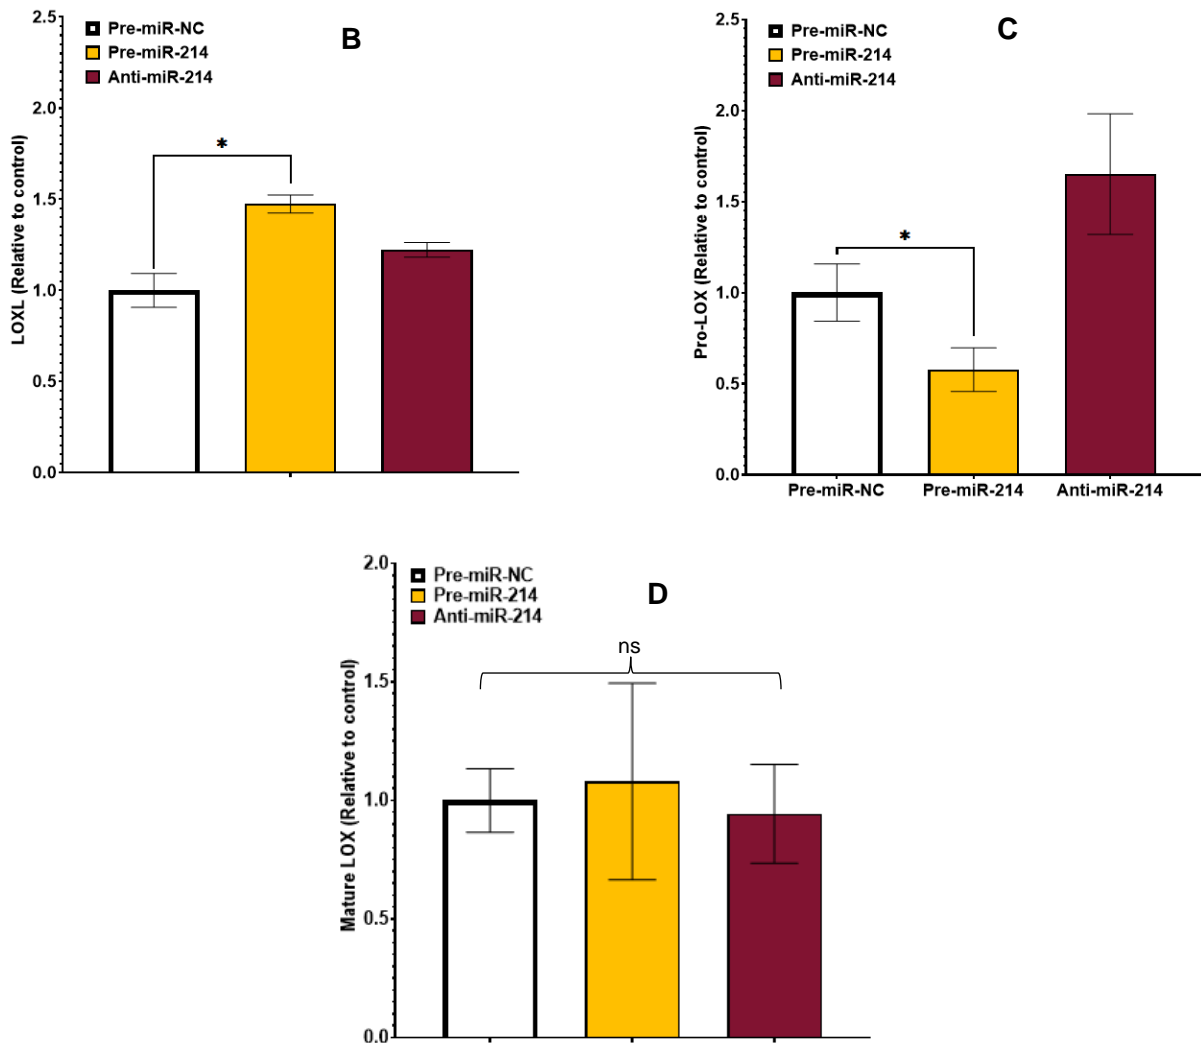 B
Pre-miR-NC
Pre-miR-214
Anti-miR-214
LOXL (Relative to control)
2.5
2.0
1.5
1.0
0.5
0.0
*
C
Pre-miR-NC
Pre-miR-214
Anti-miR-214
Pro-LOX (Relative to control)
2.5
2.0
1.5
1.0
0.5
0.0
*
Pre-miR-NC Pre-miR-214 Anti-miR-214
D
Pre-miR-NC
Pre-miR-214
Anti-miR-214
Mature LOX (Relative to control)
2.0
1.5
1.0
0.5
0.0
ns